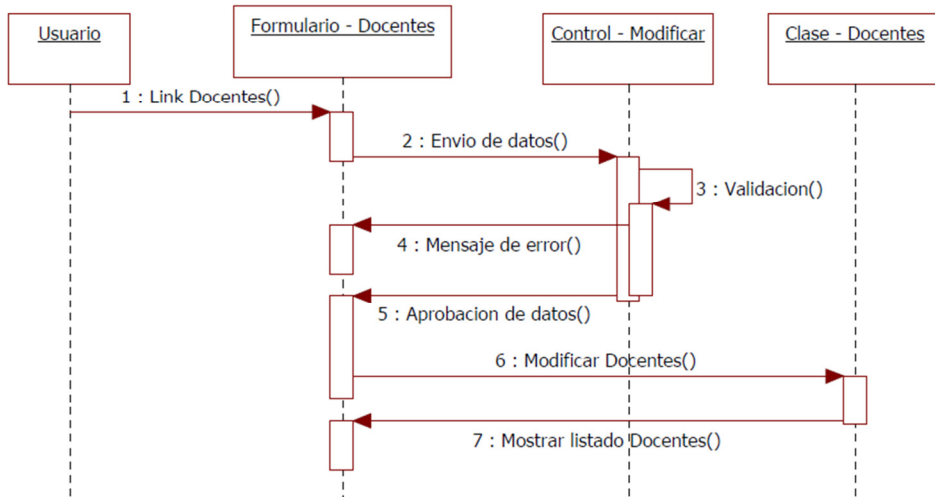 Usuario
Formulario - Docentes
Control - Modificar
Clase - Docentes
1 : Link Docentes()
2 : Envio de datos()
3 : Validacion()
4 : Mensaje de error()
5 : Aprobacion de datos()
6 : Modificar Docentes()
7 : Mostrar listado Docentes()